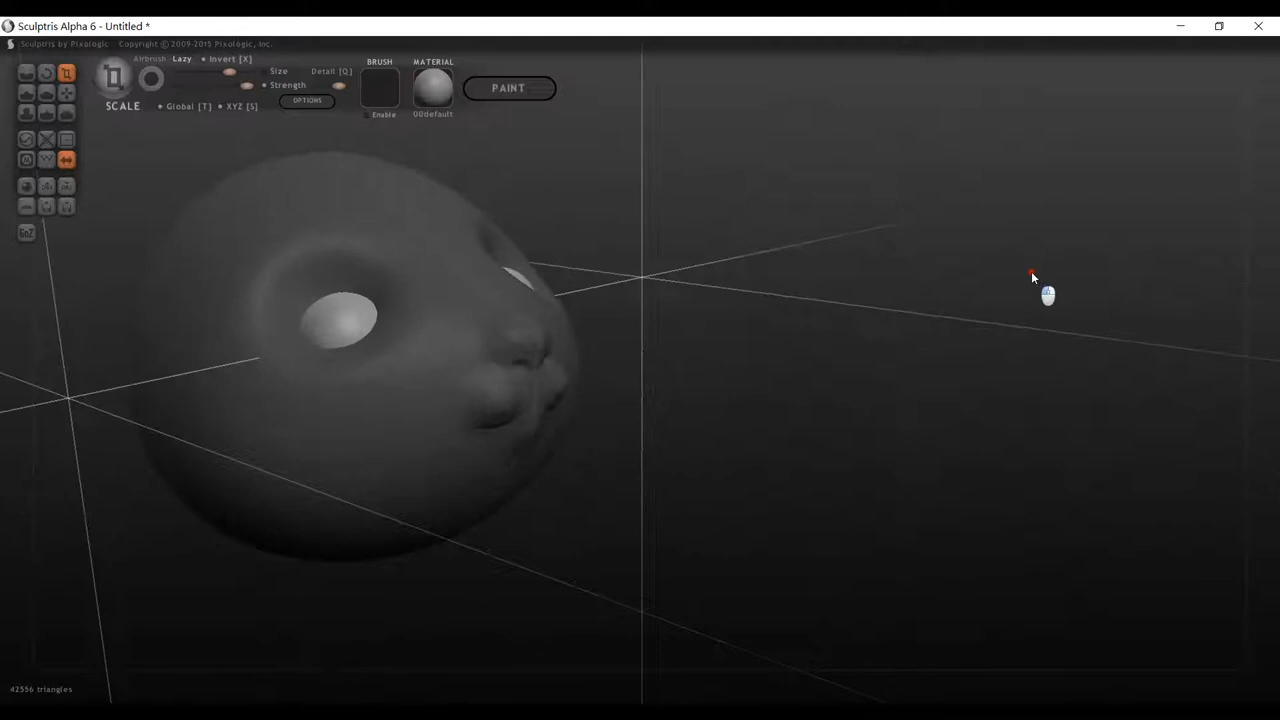 Sculptris Alpha 6 - Untitled *
Sculptris by Pixologic Copyright © 2009-2015 Pixologic, Inc.
Airbrush Lazy Invert [X]
Size Detail [Q]
Strength
SCALE Global [T] XYZ [S] OPTIONS
BRUSH
Enable
MATERIAL
00default
PAINT
GoZ
42556 triangles